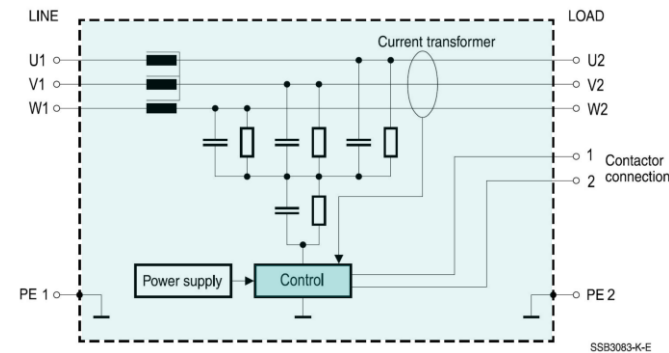 LINE
LOAD
Current transformer
U1
U2
V1
V2
W1
W2
1
Contactor
2
connection
Power supply
Control
PE 1
PE 2
SSB3083-K-E